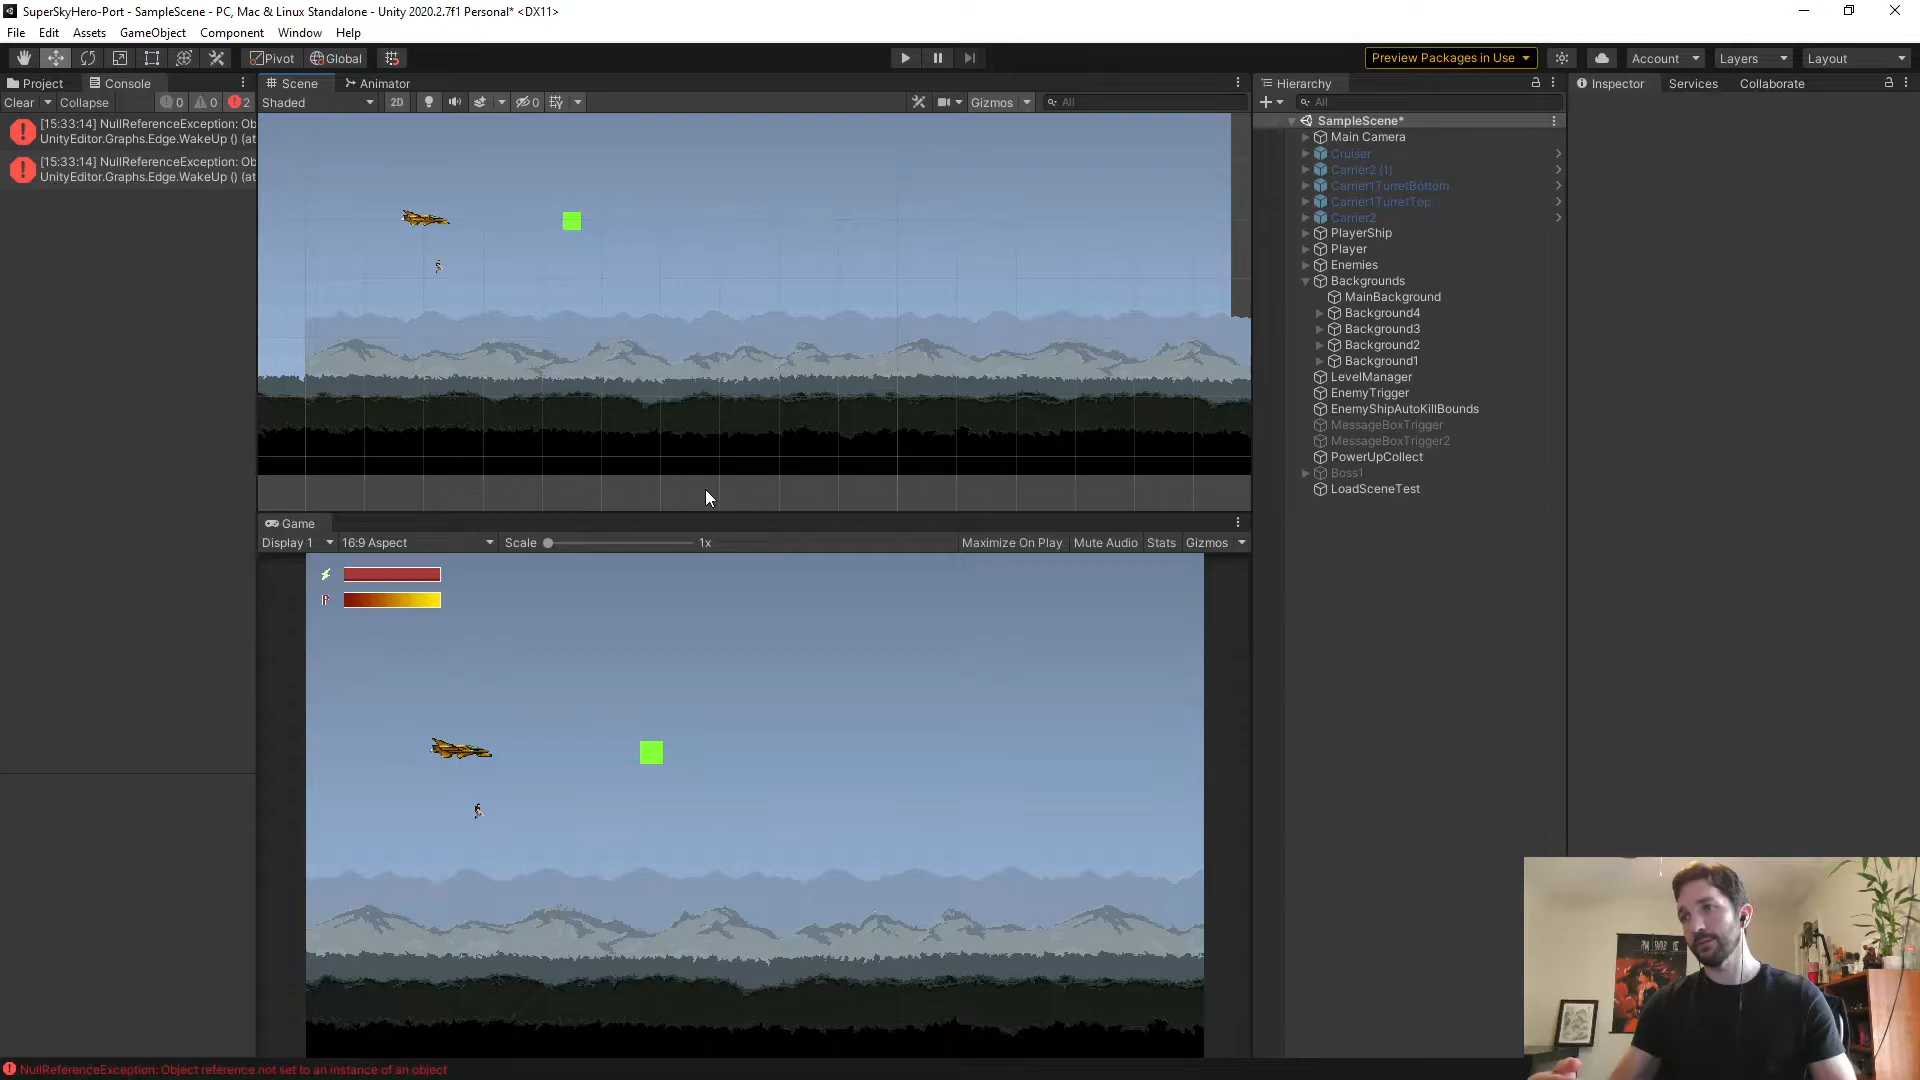 SuperSkyHero-Port - SampleScene - PC, Mac & Linux Standalone - Unity 2020.2.7f1 Personal* <DX11>
File Edit Assets GameObject Component Window Help
Pivot Global Preview Packages in Use Account Layers Layout
Project Console Scene Animator Hierarchy Inspector Services Collaborate
Clear Collapse 0 0 2 Shaded 2D 0 Gizmos All All
[15:33:14] NullReferenceException: Ob
UnityEditor.Graphs.Edge.WakeUp () (at
[15:33:14] NullReferenceException: Ob
UnityEditor.Graphs.Edge.WakeUp () (at
SampleScene*
Main Camera
Cruiser
Carrier2 (1)
Carrier1TurretBottom
Carrier1TurretTop
Carrier2
PlayerShip
Player
Enemies
Backgrounds
MainBackground
Background4
Background3
Background2
Background1
LevelManager
EnemyTrigger
EnemyShipAutoKillBounds
MessageBoxTrigger
MessageBoxTrigger2
PowerUpCollect
Boss1
LoadSceneTest
Game
Display 1 16:9 Aspect Scale 1x Maximize On Play Mute Audio Stats Gizmos
P
NullReferenceException: Object reference not set to an instance of an object